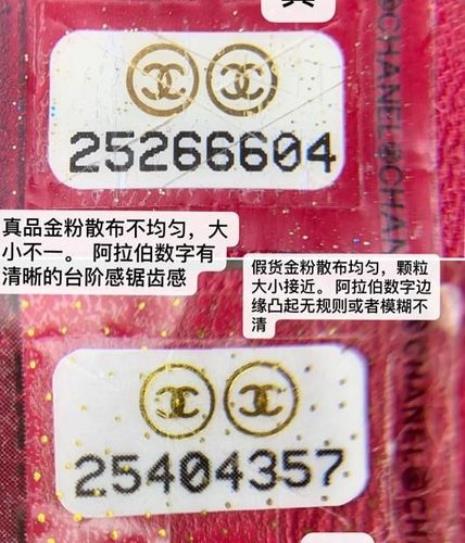 真
25266604
CHANEL
CHAN
真品金粉散布不均匀，大
小不一。 阿拉伯数字有
清晰的台阶感锯齿感
假货金粉散布均匀，颗粒
大小接近。 阿拉伯数字边
缘凸起无规则或者模糊不
清
25404357
CHANEL
CHAN